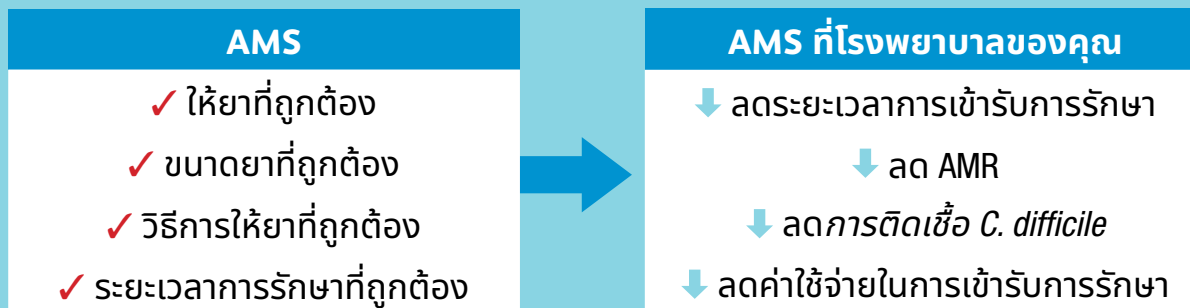 AMS
✓ ให้ยาที่ถูกต้อง
✓ ขนาดยาที่ถูกต้อง
✓ วิธีการให้ยาที่ถูกต้อง
✓ ระยะเวลาการรักษาที่ถูกต้อง
AMS ที่โรงพยาบาลของคุณ
ลดระยะเวลาการเข้ารับการรักษา
ลด AMR
ลดการติดเชื้อ C. difficile
ลดค่าใช้จ่ายในการเข้ารับการรักษา